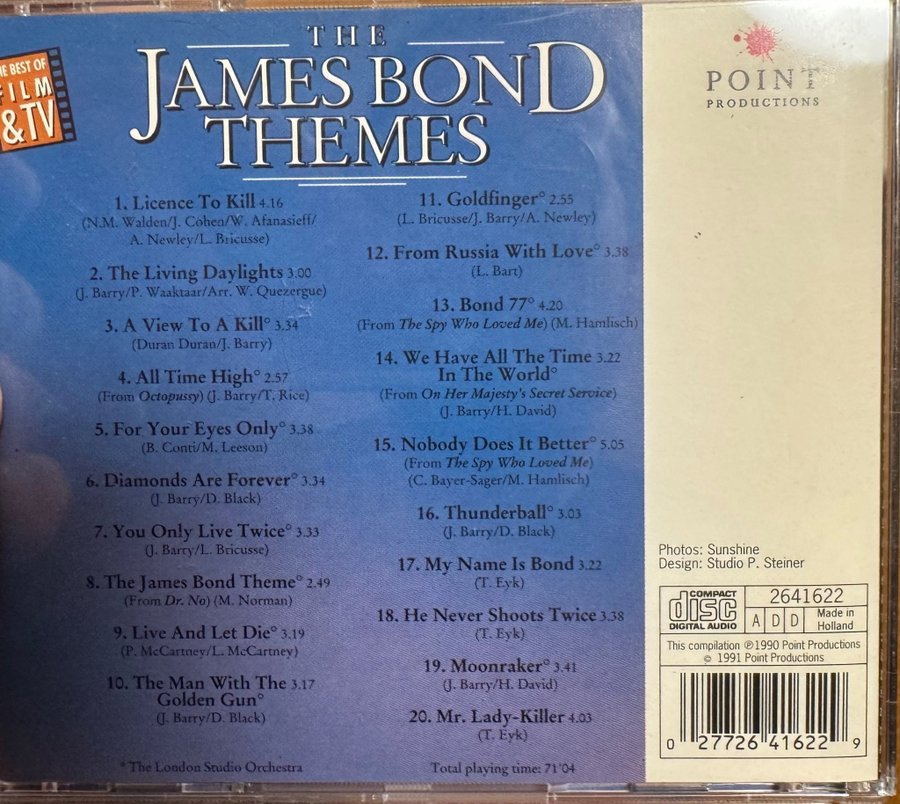 THE BEST OF
FILM
& TV
THE
JAMES BOND
THEMES
1. Licence To Kill 4.16
(N.M. Walden/J. Cohen/W. Afanasieff/
A. Newley/L. Bricusse)
2. The Living Daylights 3.00
(J. Barry/P. Waaktaar/Arr. W. Quezergue)
3. A View To A Kill° 3.34
(Duran Duran/J. Barry)
4. All Time High° 2.57
(From Octopussy) (J. Barry/T. Rice)
5. For Your Eyes Only° 3.38
(B. Conti/M. Leeson)
6. Diamonds Are Forever° 3.34
(J. Barry/D. Black)
7. You Only Live Twice° 3.33
(J. Barry/L. Bricusse)
8. The James Bond Theme° 2.49
(From Dr. No) (M. Norman)
9. Live And Let Die° 3.19
(P. McCartney/L. McCartney)
10. The Man With The 3.17
Golden Gun°
(J. Barry/D. Black)
° The London Studio Orchestra
11. Goldfinger° 2.55
(L. Bricusse/J. Barry/A. Newley)
12. From Russia With Love° 3.38
(L. Bart)
13. Bond 77° 4.20
(From The Spy Who Loved Me) (M. Hamlisch)
14. We Have All The Time 3.22
In The World°
(From On Her Majesty's Secret Service)
(J. Barry/H. David)
15. Nobody Does It Better° 5.05
(From The Spy Who Loved Me)
(C. Bayer-Sager/M. Hamlisch)
16. Thunderball° 3.03
(J. Barry/D. Black)
17. My Name Is Bond 3.22
(T. Eyk)
18. He Never Shoots Twice 3.38
(T. Eyk)
19. Moonraker° 3.41
(J. Barry/H. David)
20. Mr. Lady-Killer 4.03
(T. Eyk)
Total playing time: 71'04
POINT
PRODUCTIONS
Photos: Sunshine
Design: Studio P. Steiner
COMPACT
disc
DIGITAL AUDIO
2641622
A D D
Made in
Holland
This compilation ℗ 1990 Point Productions
© 1991 Point Productions
0 27726 41622 9